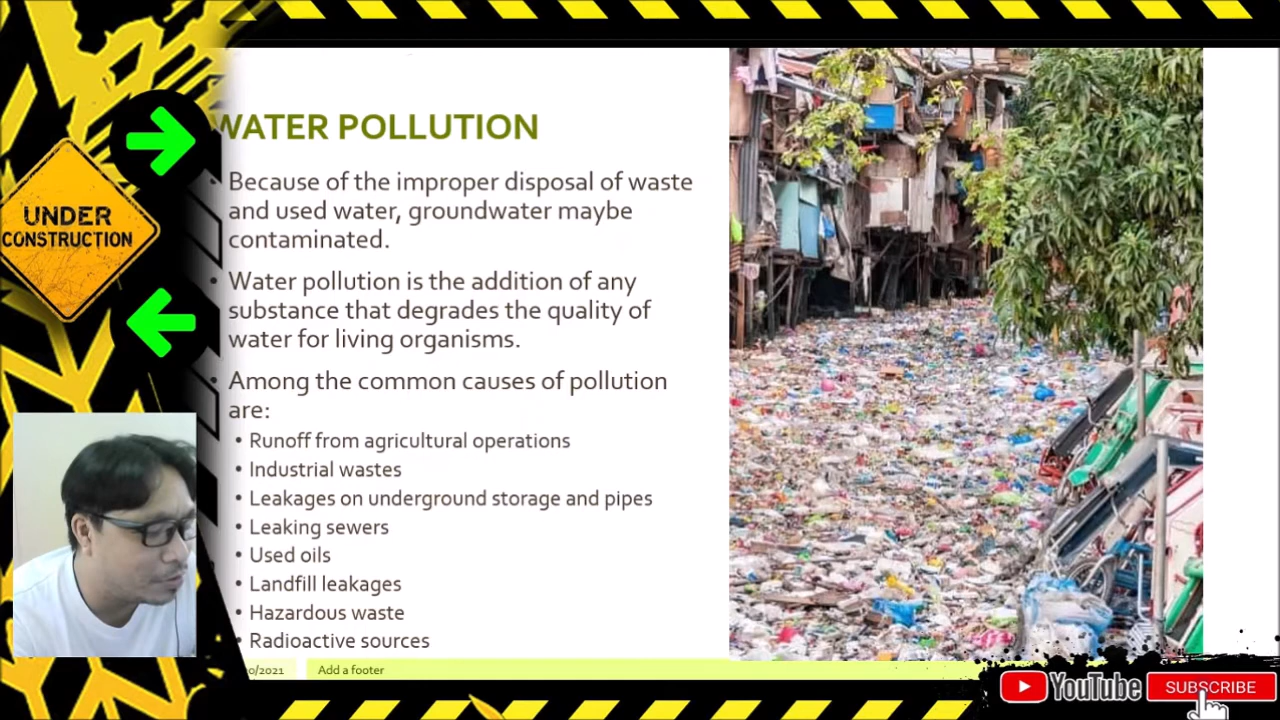 WATER POLLUTION
• Because of the improper disposal of waste
and used water, groundwater maybe
contaminated.
• Water pollution is the addition of any
substance that degrades the quality of
water for living organisms.
• Among the common causes of pollution
are:
• Runoff from agricultural operations
• Industrial wastes
• Leakages on underground storage and pipes
• Leaking sewers
• Used oils
• Landfill leakages
• Hazardous waste
• Radioactive sources
0/2021 Add a footer
UNDER
CONSTRUCTION
YouTube SUBSCRIBE